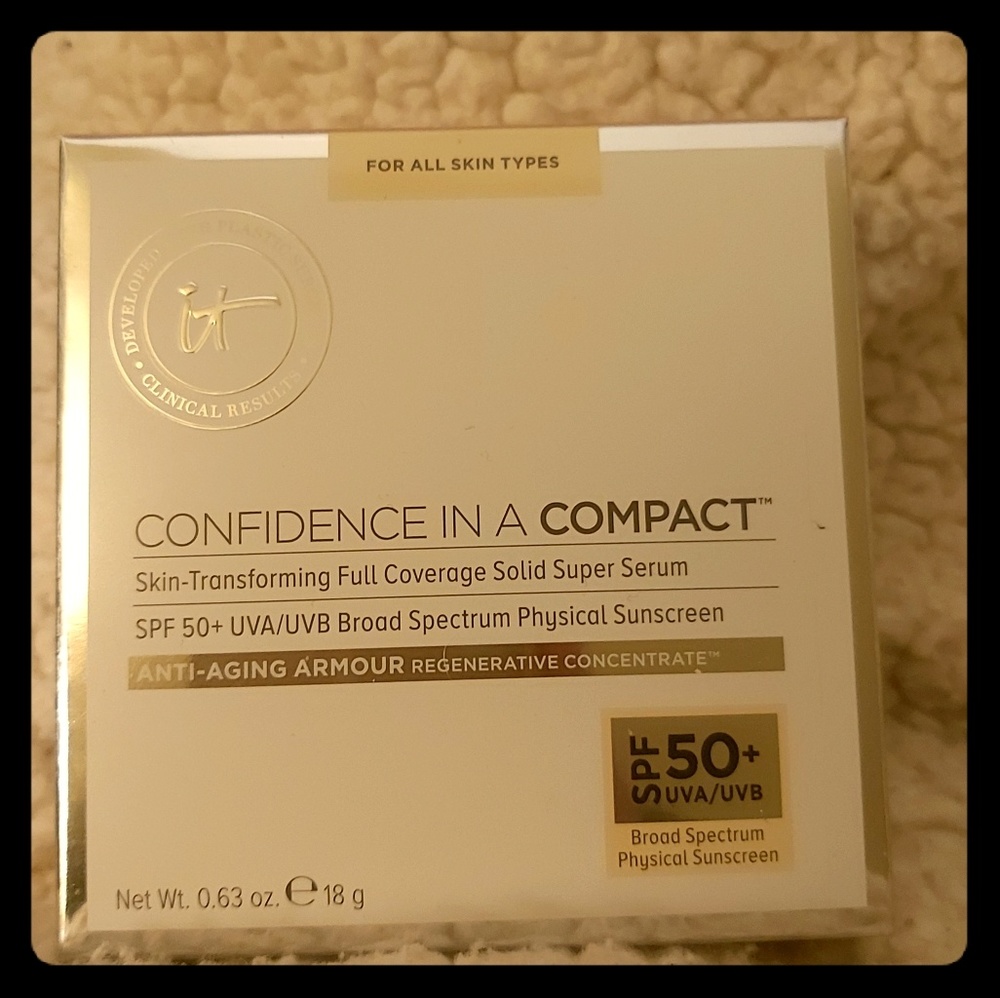 FOR ALL SKIN TYPES
DEVELOPED
PLASTIC
it
• CLINICAL RESULTS •
CONFIDENCE IN A COMPACT™
Skin-Transforming Full Coverage Solid Super Serum
SPF 50+ UVA/UVB Broad Spectrum Physical Sunscreen
ANTI-AGING ARMOUR REGENERATIVE CONCENTRATE™
SPF 50+
UVA/UVB
Broad Spectrum
Physical Sunscreen
Net Wt. 0.63 oz. ℮ 18 g